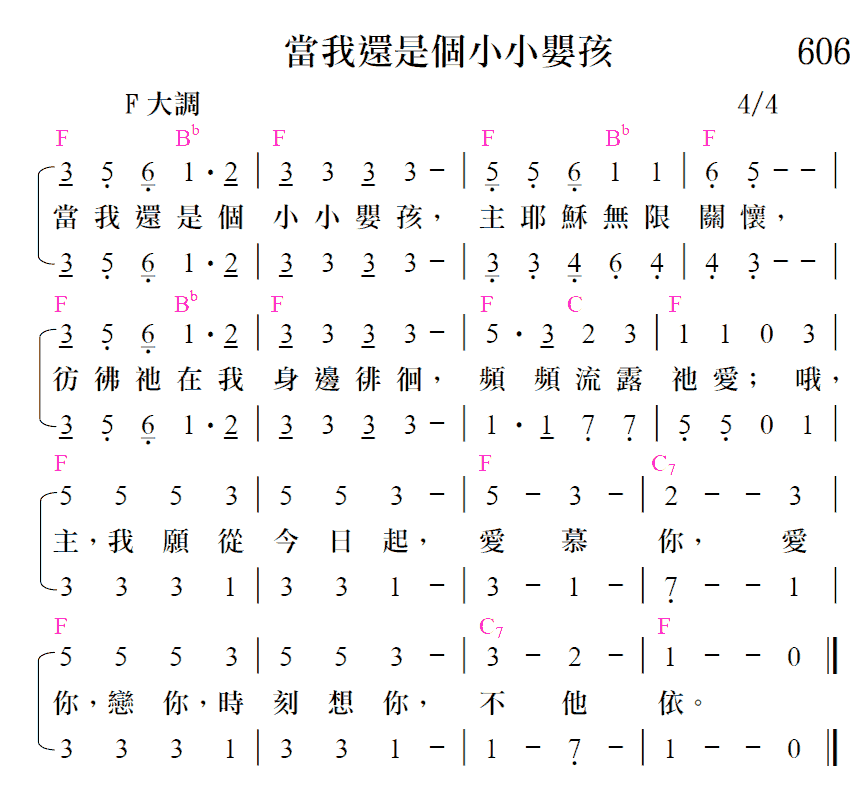 當我還是個小小嬰孩 606
F 大調 4/4
F B♭ F F B♭ F
3 5 6 1 · 2 | 3 3 3 3 – | 5 5 6 1 1 | 6 5 – – |
當 我 還 是 個 小 小 嬰 孩， 主 耶 穌 無 限 關 懷，
3 5 6 1 · 2 | 3 3 3 3 – | 3 3 4 6 4 | 4 3 – – |
F B♭ F F C F
3 5 6 1 · 2 | 3 3 3 3 – | 5 · 3 2 3 | 1 1 0 3 |
彷 彿 祂 在 我 身 邊 徘 徊， 頻 頻 流 露 祂 愛； 哦，
3 5 6 1 · 2 | 3 3 3 3 – | 1 · 1 7 7 | 5 5 0 1 |
F F C7
5 5 5 3 | 5 5 3 – | 5 – 3 – | 2 – – 3 |
主，我 願 從 今 日 起， 愛 慕 你， 愛
3 3 3 1 | 3 3 1 – | 3 – 1 – | 7 – – 1 |
F C7 F
5 5 5 3 | 5 5 3 – | 3 – 2 – | 1 – – 0 ‖
你，戀 你，時 刻 想 你， 不 他 依。
3 3 3 1 | 3 3 1 – | 1 – 7 – | 1 – – 0 ‖